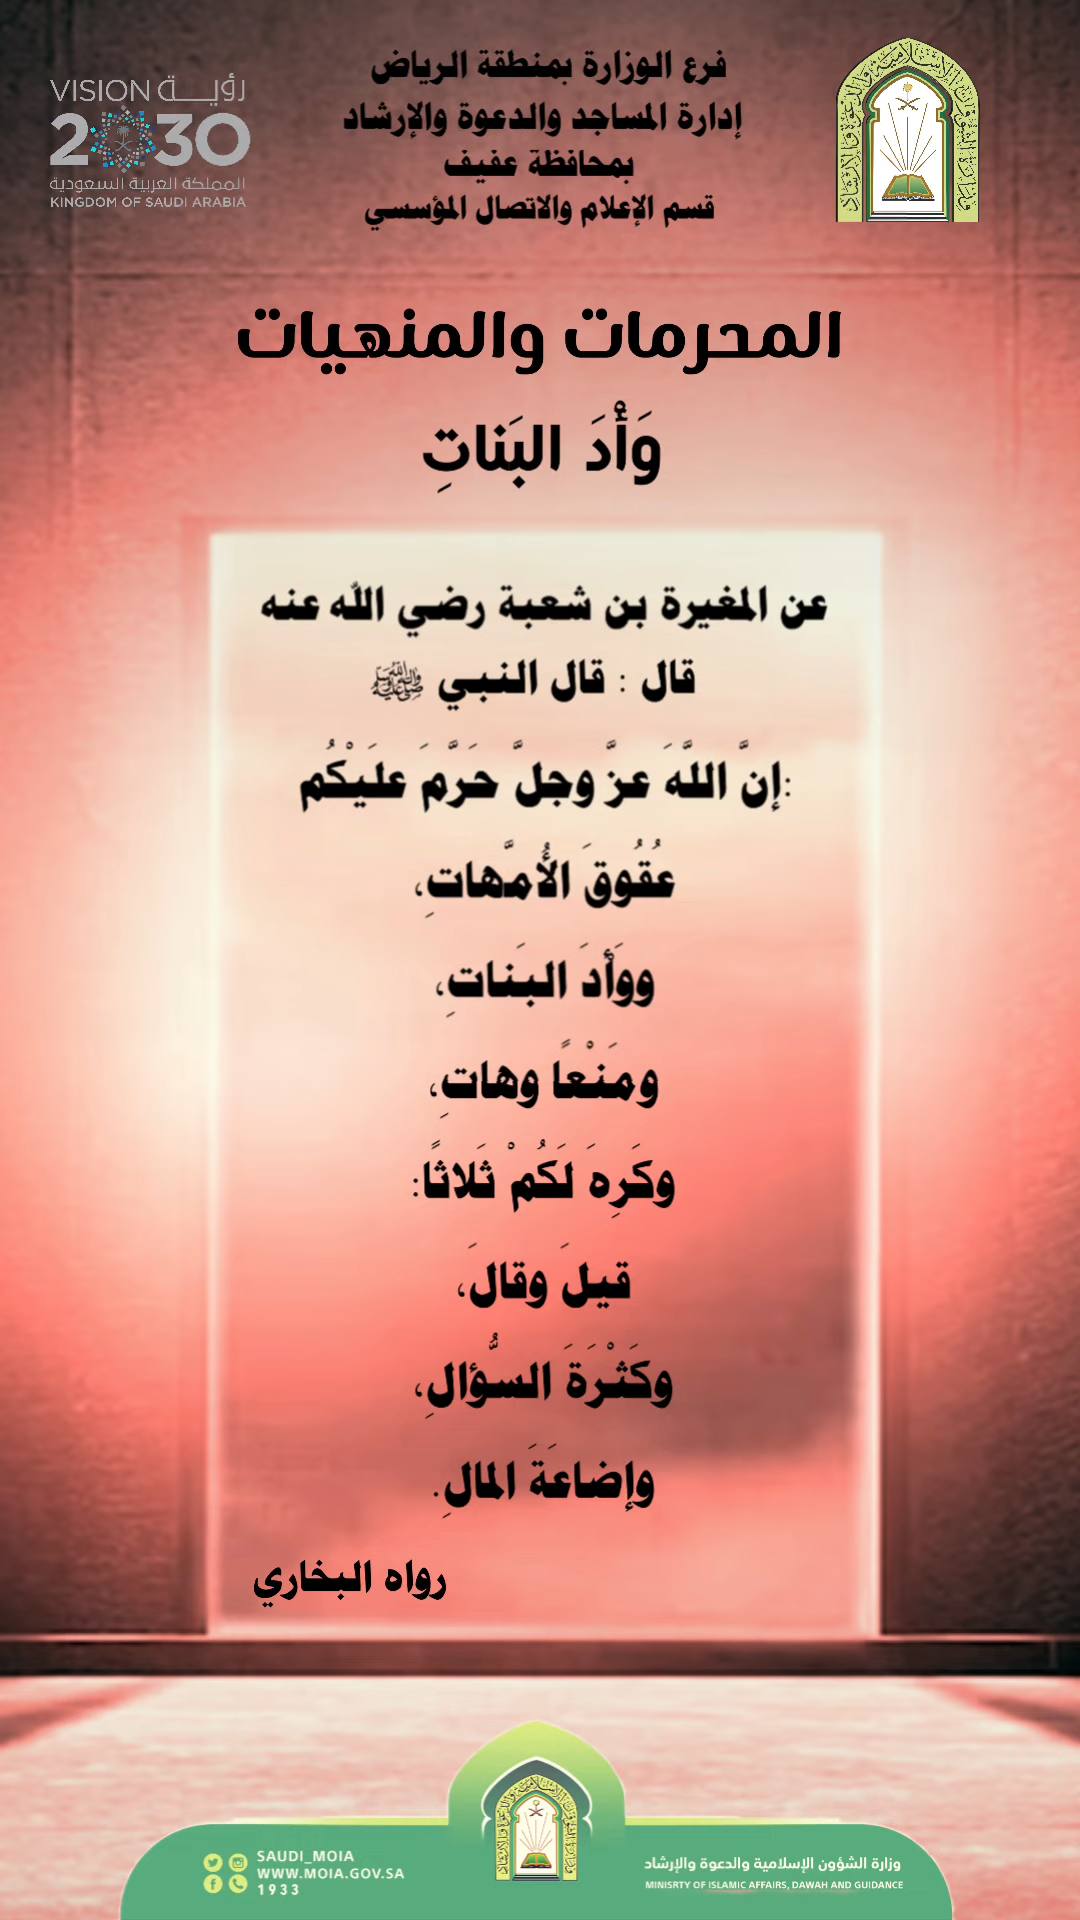 فرع الوزارة بمنطقة الرياض
إدارة المساجد والدعوة والإرشاد
بمحافظة عفيف
قسم الإعلام والاتصال المؤسسي
VISION رؤيـــة
2030
المملكة العربية السعودية
KINGDOM OF SAUDI ARABIA
المحرمات والمنهيات
وَأْدَ البَناتِ
عن المغيرة بن شعبة رضي الله عنه
قال : قال النبي ﷺ
:إنَّ اللَّهَ عزَّ وجلَّ حَرَّمَ علَيْكُم
عُقُوقَ الأُمَّهاتِ،
ووَأْدَ البَناتِ،
ومَنْعًا وهاتِ،
وكَرِهَ لَكُمْ ثَلاثًا:
قيلَ وقالَ،
وكَثْرَةَ السُّؤالِ،
وإضاعَةَ المالِ.
رواه البخاري
SAUDI_MOIA
WWW.MOIA.GOV.SA
1933
وزارة الشؤون الإسلامية والدعوة والإرشاد
MINISRTY OF ISLAMIC AFFAIRS, DAWAH AND GUIDANCE